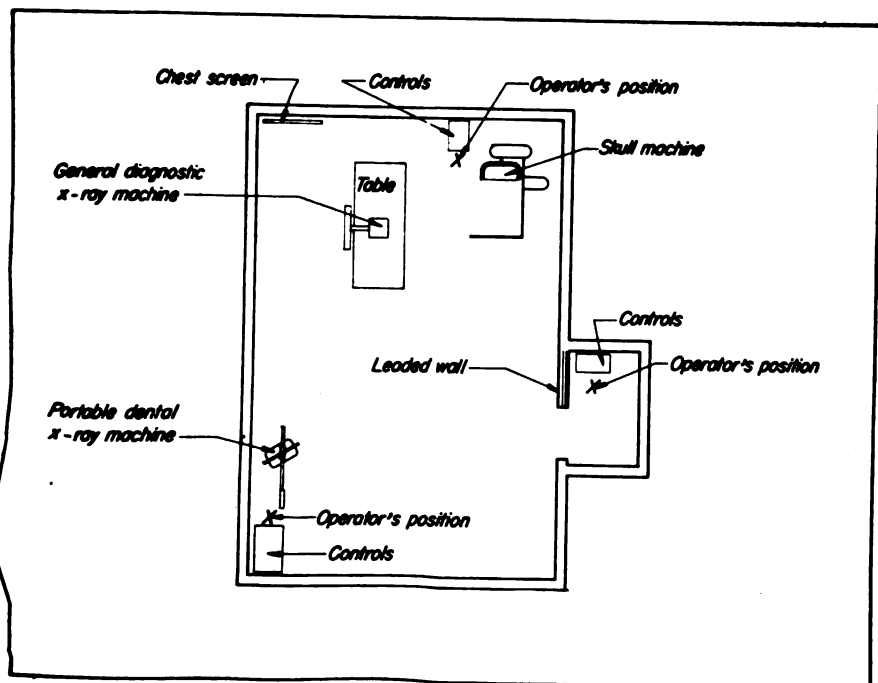 Chest screen
Controls
Operator's position
Skull machine
General diagnostic
x-ray machine
Table
Controls
Leaded wall
Operator's position
Portable dental
x-ray machine
Operator's position
Controls